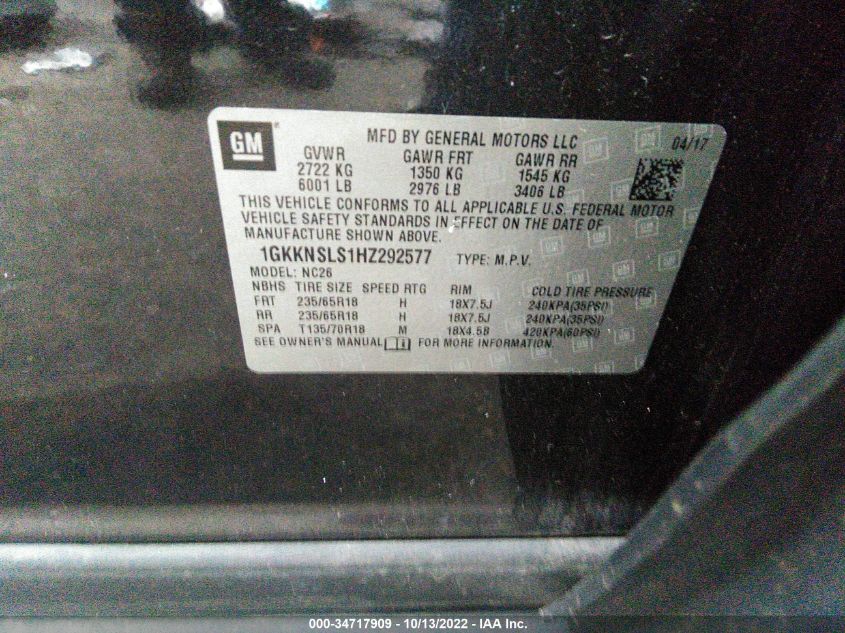 GM
MFD BY GENERAL MOTORS LLC 04/17
GVWR GAWR FRT GAWR RR
2722 KG 1350 KG 1545 KG
6001 LB 2976 LB 3406 LB
THIS VEHICLE CONFORMS TO ALL APPLICABLE U.S. FEDERAL MOTOR
VEHICLE SAFETY STANDARDS IN EFFECT ON THE DATE OF
MANUFACTURE SHOWN ABOVE.
1GKKNSLS1HZ292577 TYPE: M.P.V.
MODEL: NC26
NBHS TIRE SIZE SPEED RTG RIM COLD TIRE PRESSURE
FRT 235/65R18 H 18X7.5J 240KPA(35PSI)
RR 235/65R18 H 18X7.5J 240KPA(35PSI)
SPA T135/70R18 M 18X4.5B 420KPA(60PSI)
SEE OWNER'S MANUAL FOR MORE INFORMATION.
000-34717909 - 10/13/2022 - IAA Inc.